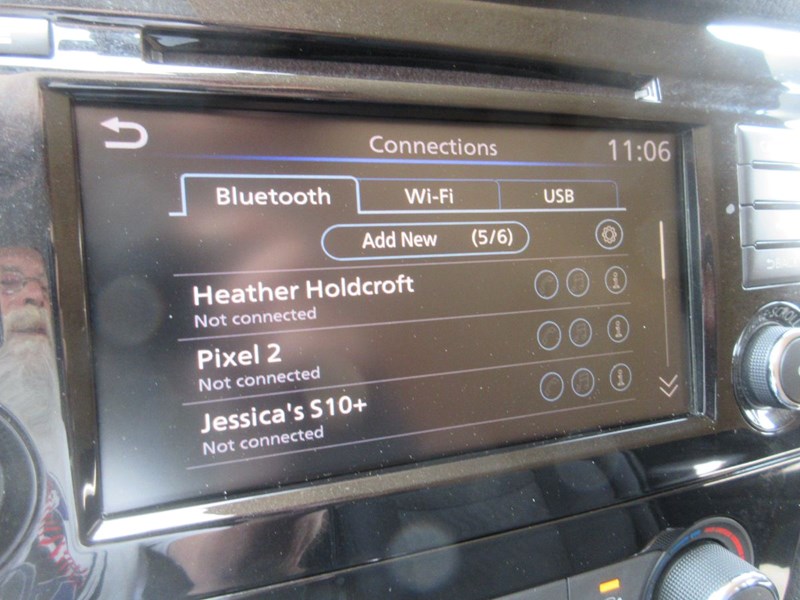 Connections
11:06
Bluetooth
Wi-Fi
USB
Add New (5/6)
Heather Holdcroft
Not connected
Pixel 2
Not connected
Jessica's S10+
Not connected